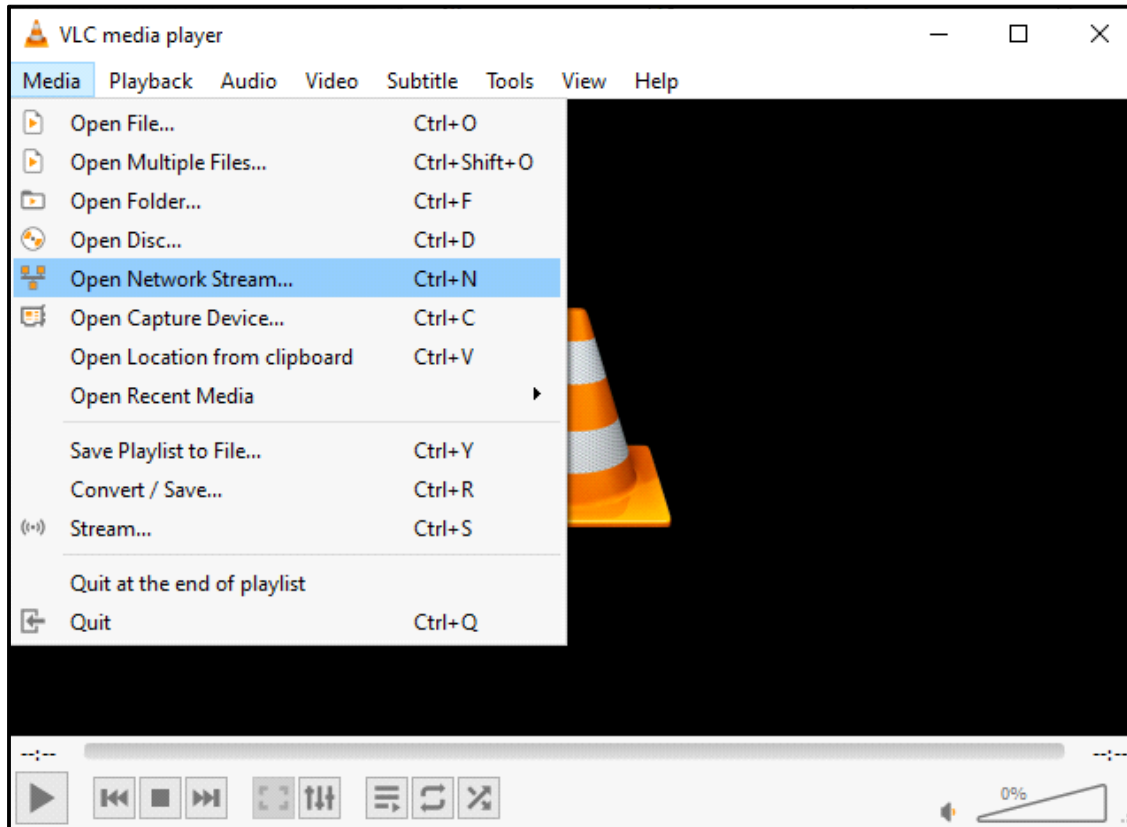 VLC media player
Media Playback Audio Video Subtitle Tools View Help
Open File... Ctrl+O
Open Multiple Files... Ctrl+Shift+O
Open Folder... Ctrl+F
Open Disc... Ctrl+D
Open Network Stream... Ctrl+N
Open Capture Device... Ctrl+C
Open Location from clipboard Ctrl+V
Open Recent Media
Save Playlist to File... Ctrl+Y
Convert / Save... Ctrl+R
Stream... Ctrl+S
Quit at the end of playlist
Quit Ctrl+Q
--:-- --:--
0%